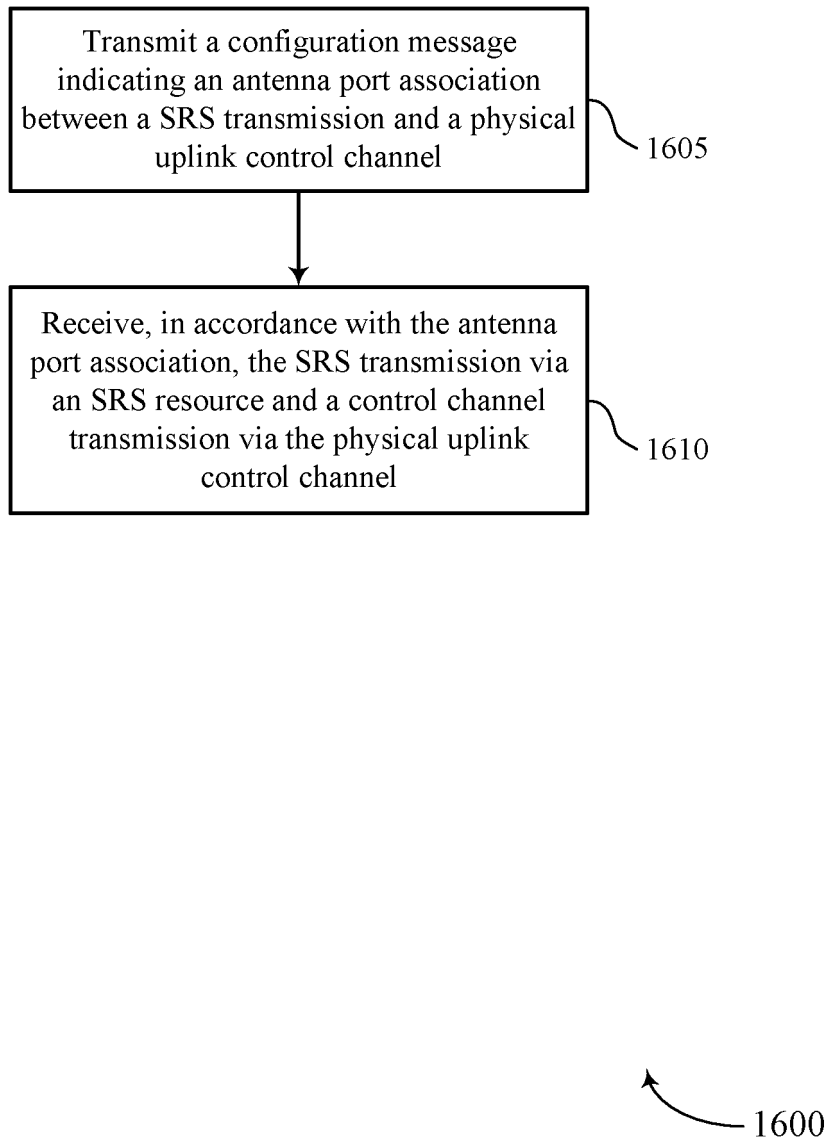 Transmit a configuration message
indicating an antenna port association
between a SRS transmission and a physical
uplink control channel
1605
Receive, in accordance with the antenna
port association, the SRS transmission via
an SRS resource and a control channel
transmission via the physical uplink
control channel
1610
1600